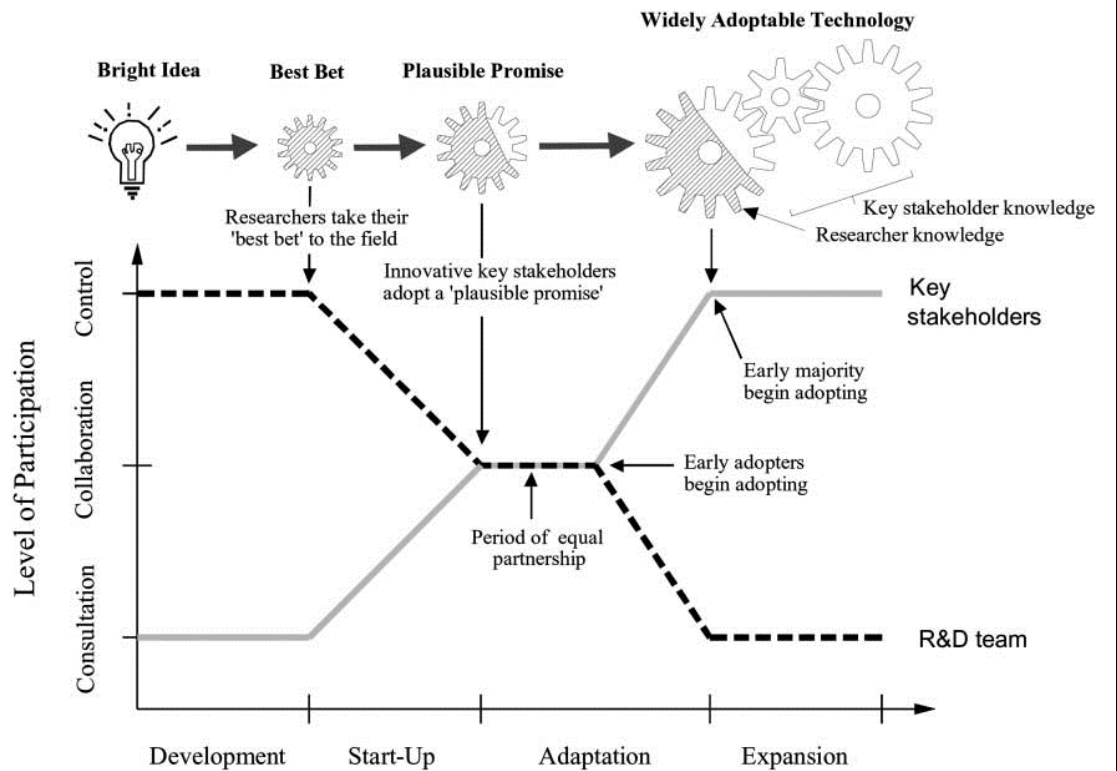 Widely Adoptable Technology
Bright Idea
Best Bet
Plausible Promise
Key stakeholder knowledge
Researcher knowledge
Researchers take their
'best bet' to the field
Innovative key stakeholders
adopt a 'plausible promise'
Level of Participation
Control
Collaboration
Consultation
Key
stakeholders
Early majority
begin adopting
Early adopters
begin adopting
Period of equal
partnership
R&D team
Development
Start-Up
Adaptation
Expansion